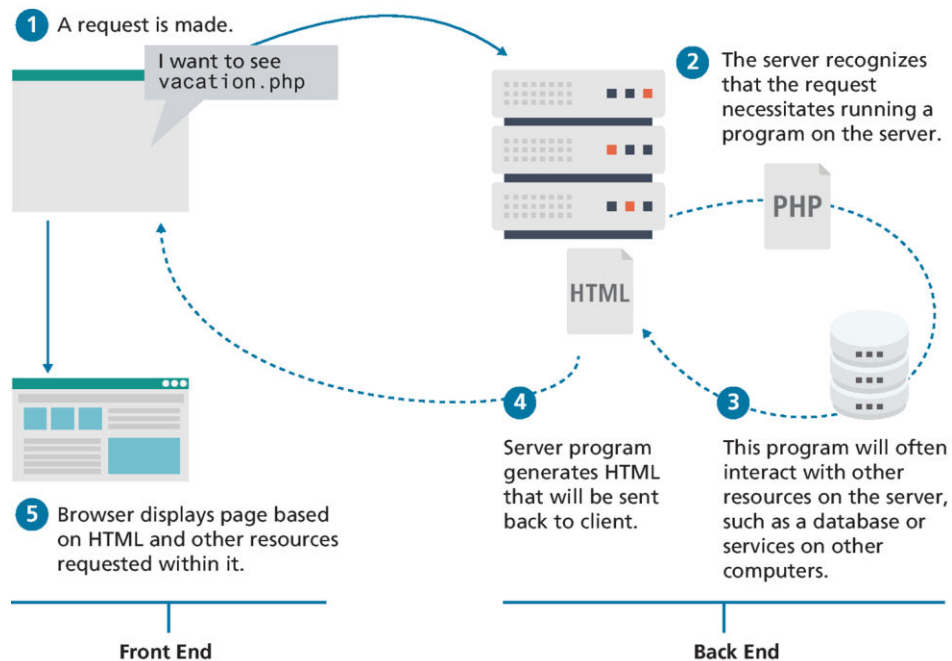 1 A request is made.
I want to see
vacation.php
2 The server recognizes
that the request
necessitates running a
program on the server.
PHP
HTML
3
This program will often
interact with other
resources on the server,
such as a database or
services on other
computers.
4
Server program
generates HTML
that will be sent
back to client.
5 Browser displays page based
on HTML and other resources
requested within it.
Front End
Back End